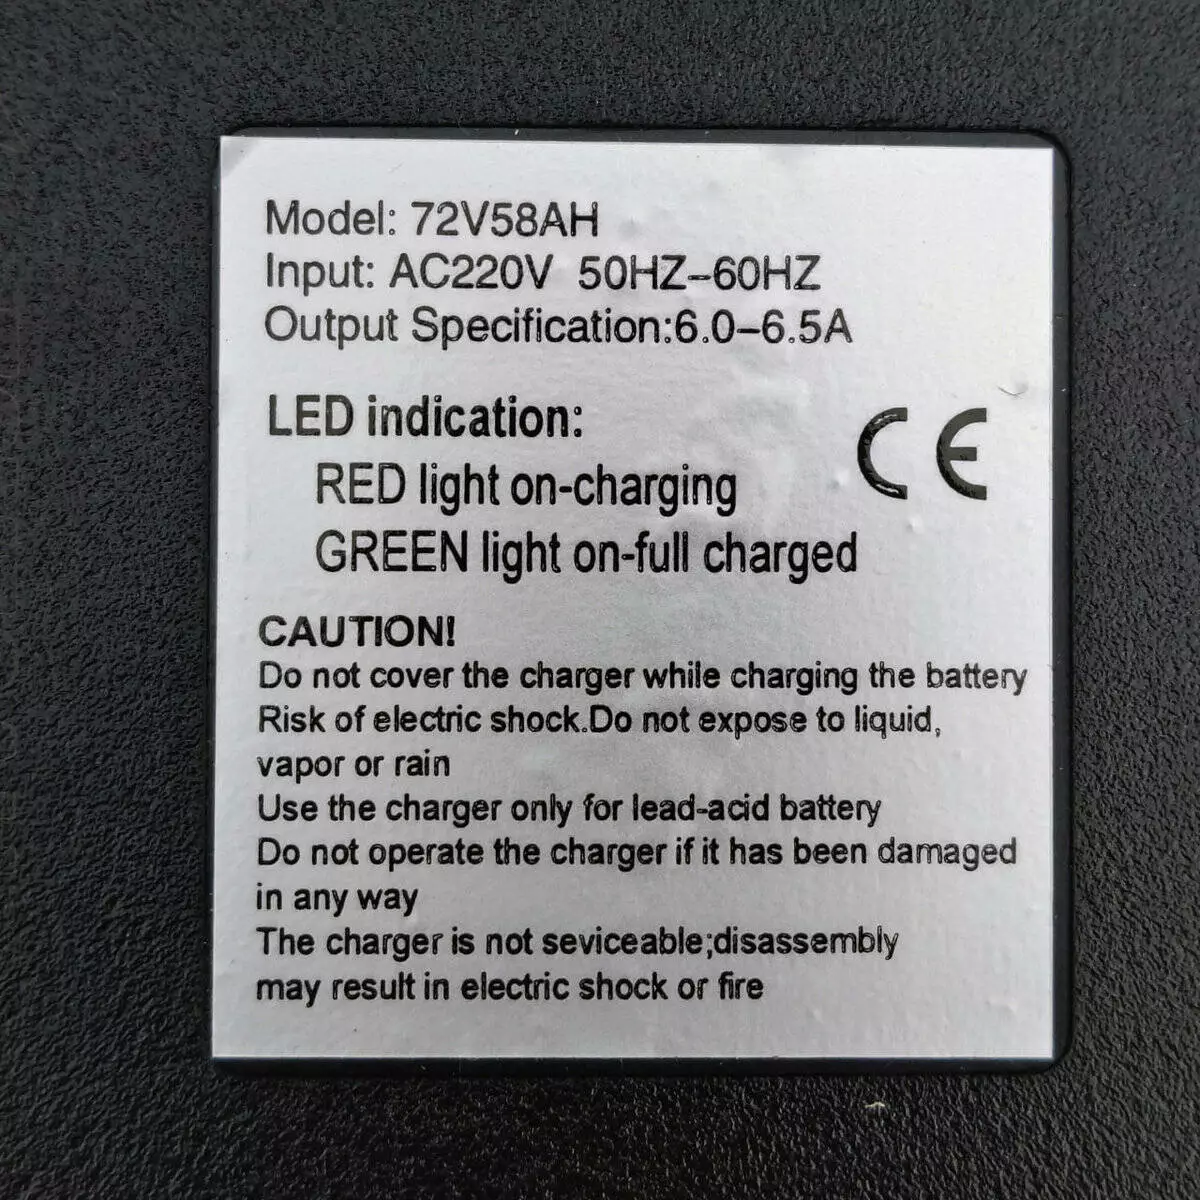 Model: 72V58AH
Input: AC220V 50HZ-60HZ
Output Specification:6.0-6.5A
LED indication:
RED light on-charging
GREEN light on-full charged
CE
CAUTION!
Do not cover the charger while charging the battery
Risk of electric shock.Do not expose to liquid,
vapor or rain
Use the charger only for lead-acid battery
Do not operate the charger if it has been damaged
in any way
The charger is not seviceable;disassembly
may result in electric shock or fire